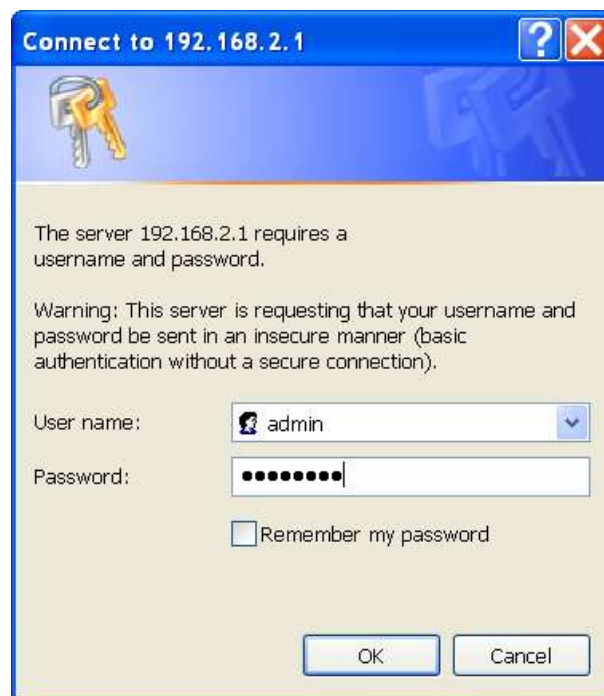 Connect to 192.168.2.1
The server 192.168.2.1 requires a
username and password.
Warning: This server is requesting that your username and
password be sent in an insecure manner (basic
authentication without a secure connection).
User name:
admin
Password:
●●●●●●●●
Remember my password
OK
Cancel